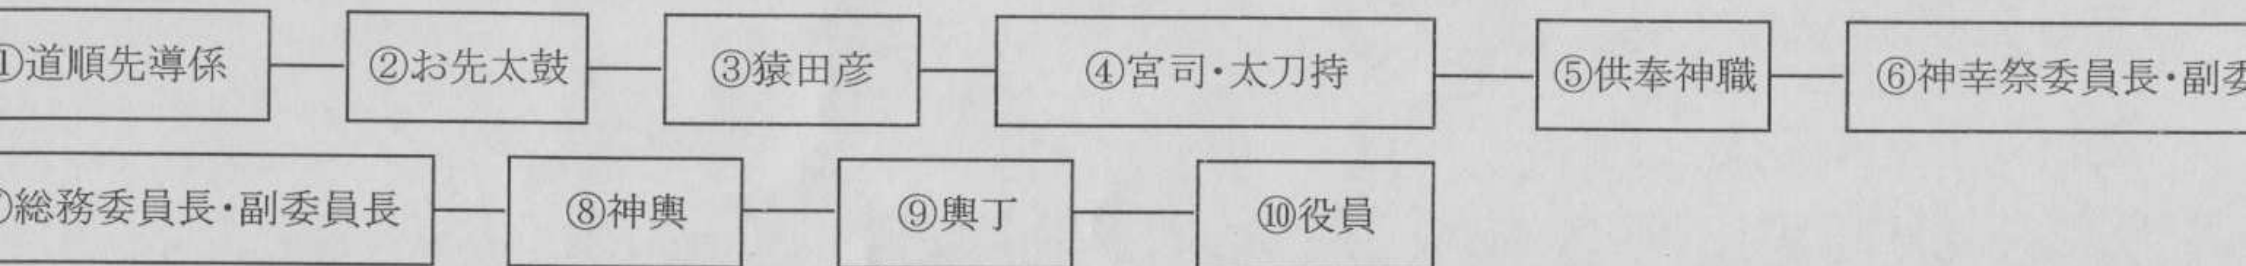 ①道順先導係 ②お先太鼓 ③猿田彦 ④宮司・太刀持 ⑤供奉神職 ⑥神幸祭委員長・副委
総務委員長・副委員長 ⑧神輿 ⑨輿丁 ⑩役員